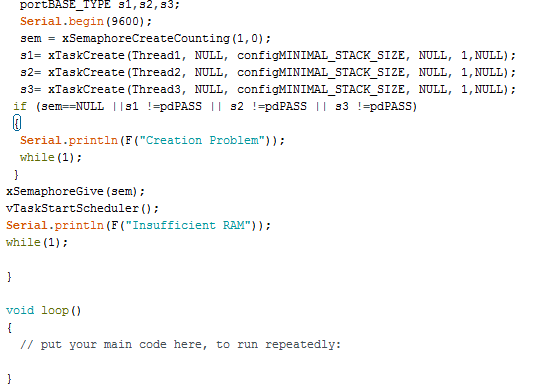 portBASE_TYPE s1,s2,s3;
Serial.begin(9600);
sem = xSemaphoreCreateCounting(1,0);
s1= xTaskCreate(Thread1, NULL, configMINIMAL_STACK_SIZE, NULL, 1,NULL);
s2= xTaskCreate(Thread2, NULL, configMINIMAL_STACK_SIZE, NULL, 1,NULL);
s3= xTaskCreate(Thread3, NULL, configMINIMAL_STACK_SIZE, NULL, 1,NULL);
if (sem==NULL ||s1 !=pdPASS || s2 !=pdPASS || s3 !=pdPASS)
{
Serial.println(F("Creation Problem"));
while(1);
}
xSemaphoreGive(sem);
vTaskStartScheduler();
Serial.println(F("Insufficient RAM"));
while(1);
}
void loop()
{
// put your main code here, to run repeatedly:
}